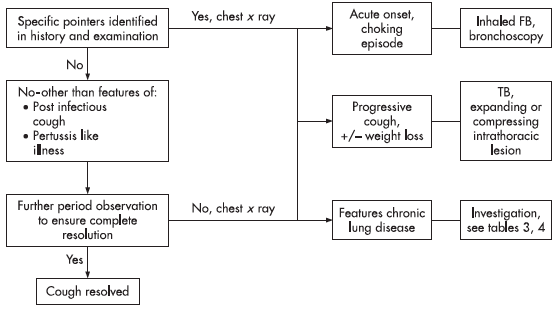 Specific pointers identified
in history and examination
Yes, chest x ray
Acute onset,
choking
episode
Inhaled FB,
bronchoscopy
No
No-other than features of:
• Post infectious
cough
• Pertussis like
illness
Progressive
cough,
+/– weight loss
TB,
expanding or
compressing
intrathoracic
lesion
Further period observation
to ensure complete
resolution
No, chest x ray
Features chronic
lung disease
Investigation,
see tables 3, 4
Yes
Cough resolved